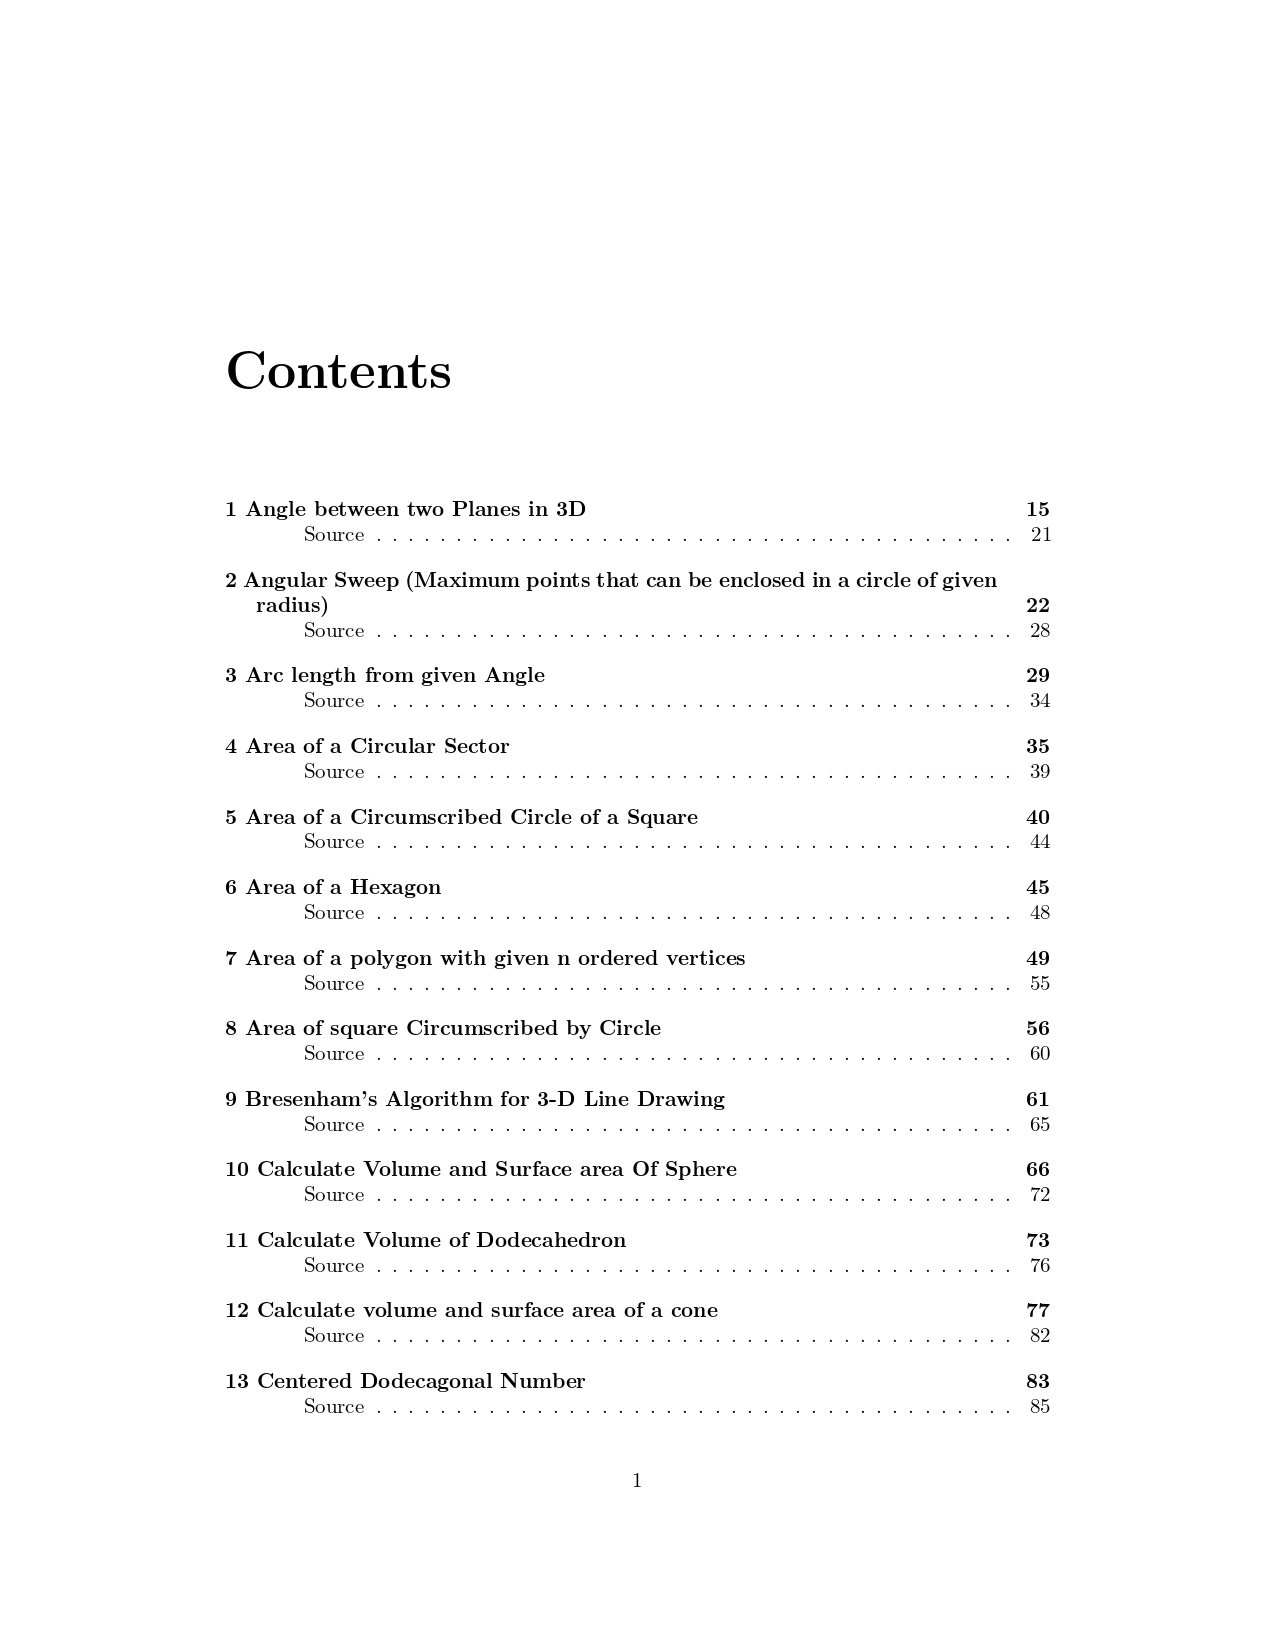 Contents
1 Angle between two Planes in 3D 15
Source . . . . . . . . . . . . . . . . . . . . . . . . . . . . . . . . . . . . . . . . 21
2 Angular Sweep (Maximum points that can be enclosed in a circle of given
radius) 22
Source . . . . . . . . . . . . . . . . . . . . . . . . . . . . . . . . . . . . . . . . 28
3 Arc length from given Angle 29
Source . . . . . . . . . . . . . . . . . . . . . . . . . . . . . . . . . . . . . . . . 34
4 Area of a Circular Sector 35
Source . . . . . . . . . . . . . . . . . . . . . . . . . . . . . . . . . . . . . . . . 39
5 Area of a Circumscribed Circle of a Square 40
Source . . . . . . . . . . . . . . . . . . . . . . . . . . . . . . . . . . . . . . . . 44
6 Area of a Hexagon 45
Source . . . . . . . . . . . . . . . . . . . . . . . . . . . . . . . . . . . . . . . . 48
7 Area of a polygon with given n ordered vertices 49
Source . . . . . . . . . . . . . . . . . . . . . . . . . . . . . . . . . . . . . . . . 55
8 Area of square Circumscribed by Circle 56
Source . . . . . . . . . . . . . . . . . . . . . . . . . . . . . . . . . . . . . . . . 60
9 Bresenham's Algorithm for 3-D Line Drawing 61
Source . . . . . . . . . . . . . . . . . . . . . . . . . . . . . . . . . . . . . . . . 65
10 Calculate Volume and Surface area Of Sphere 66
Source . . . . . . . . . . . . . . . . . . . . . . . . . . . . . . . . . . . . . . . . 72
11 Calculate Volume of Dodecahedron 73
Source . . . . . . . . . . . . . . . . . . . . . . . . . . . . . . . . . . . . . . . . 76
12 Calculate volume and surface area of a cone 77
Source . . . . . . . . . . . . . . . . . . . . . . . . . . . . . . . . . . . . . . . . 82
13 Centered Dodecagonal Number 83
Source . . . . . . . . . . . . . . . . . . . . . . . . . . . . . . . . . . . . . . . . 85
1